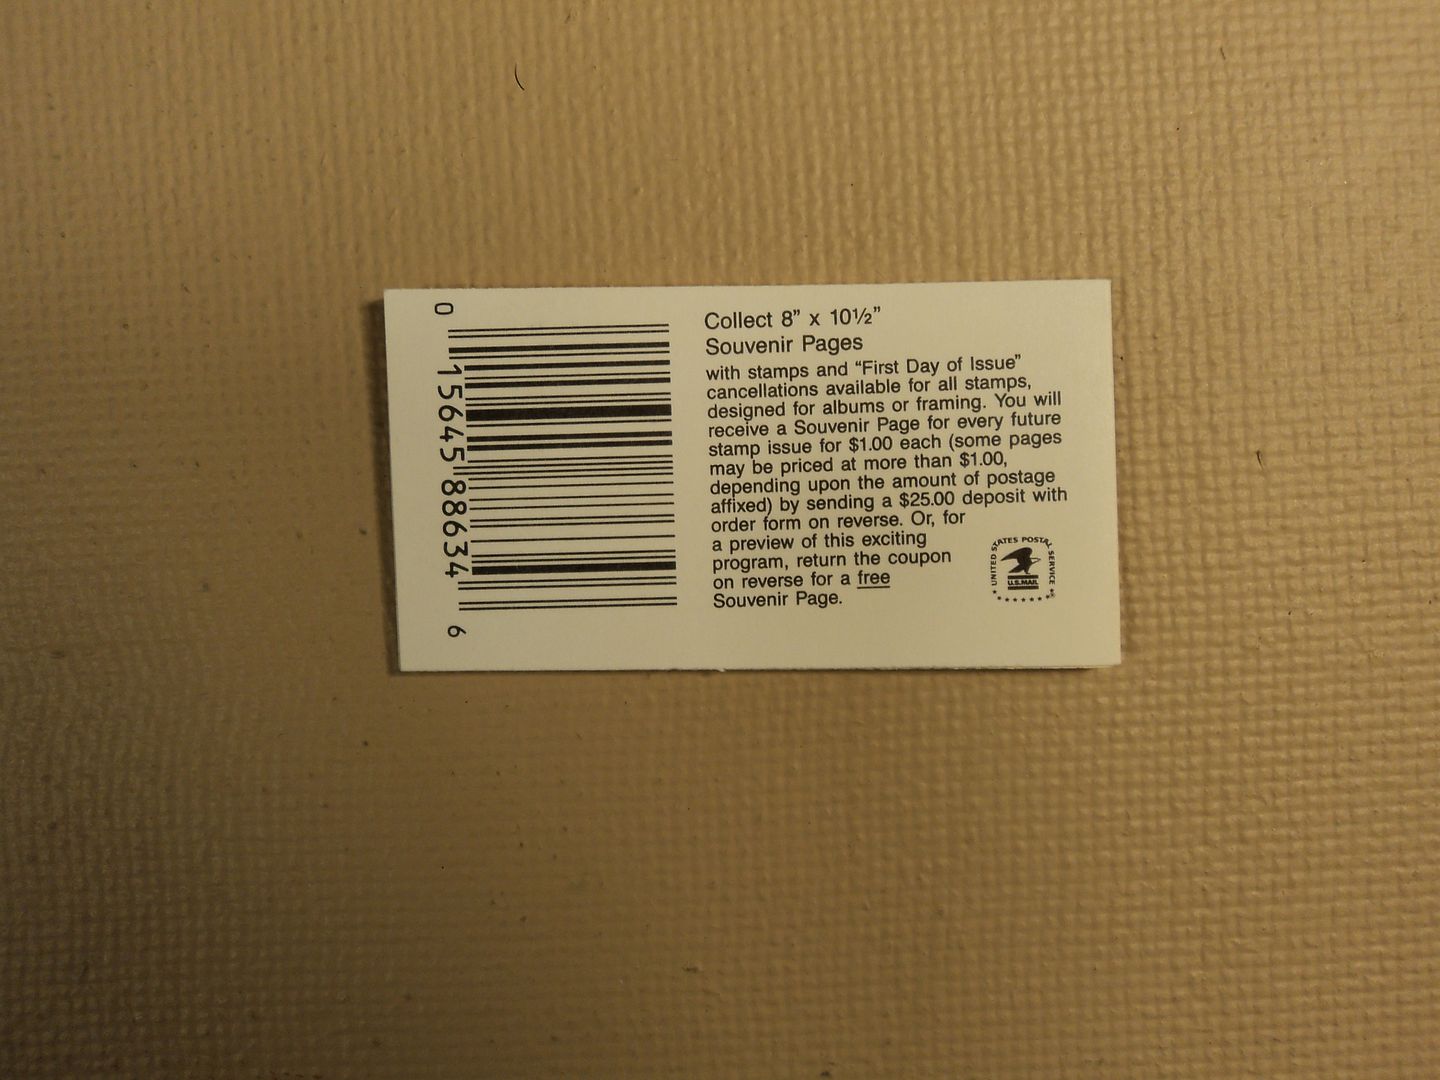 0 15645 88634 6
Collect 8" x 10½"
Souvenir Pages
with stamps and “First Day of Issue”
cancellations available for all stamps,
designed for albums or framing. You will
receive a Souvenir Page for every future
stamp issue for $1.00 each (some pages
may be priced at more than $1.00,
depending upon the amount of postage
affixed) by sending a $25.00 deposit with
order form on reverse. Or, for
a preview of this exciting
program, return the coupon
on reverse for a free
Souvenir Page.
UNITED STATES POSTAL SERVICE
U.S.MAIL